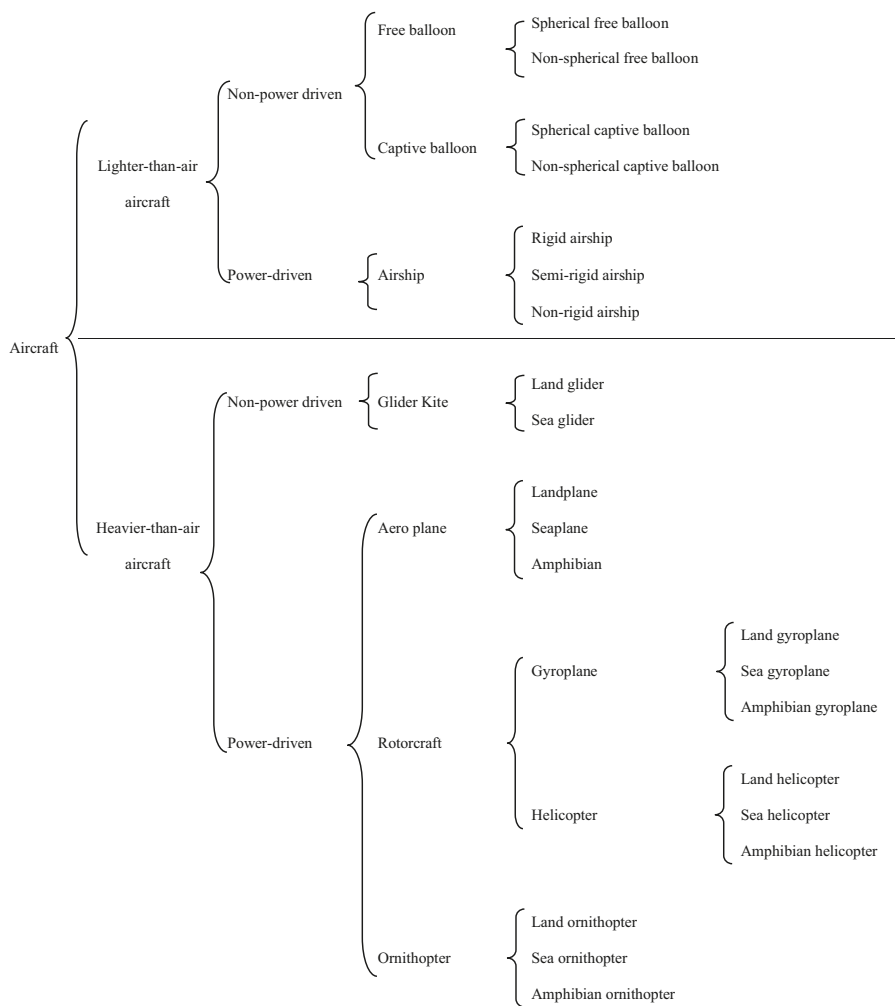 Free balloon
Spherical free balloon
Non-spherical free balloon
Non-power driven
Captive balloon
Spherical captive balloon
Non-spherical captive balloon
Lighter-than-air
aircraft
Power-driven
Airship
Rigid airship
Semi-rigid airship
Non-rigid airship
Aircraft
Non-power driven
Glider Kite
Land glider
Sea glider
Heavier-than-air
aircraft
Aero plane
Landplane
Seaplane
Amphibian
Power-driven
Rotorcraft
Gyroplane
Land gyroplane
Sea gyroplane
Amphibian gyroplane
Helicopter
Land helicopter
Sea helicopter
Amphibian helicopter
Ornithopter
Land ornithopter
Sea ornithopter
Amphibian ornithopter